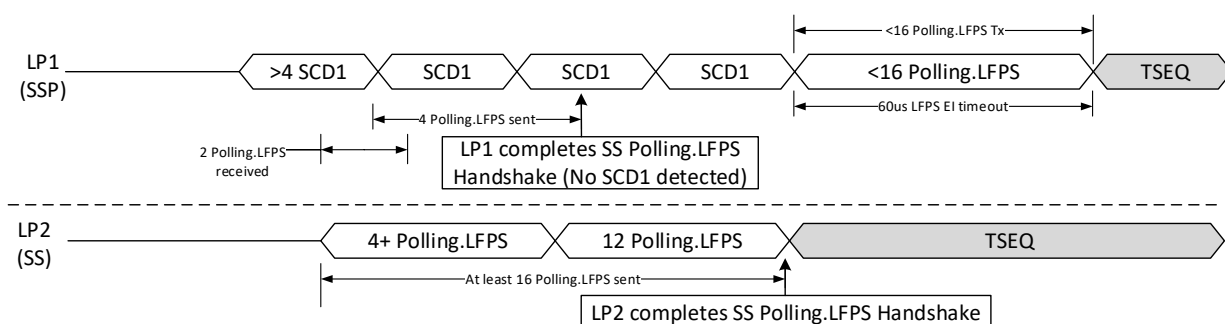 <16 Polling.LFPS Tx
LP1
(SSP)
>4 SCD1
SCD1
SCD1
SCD1
<16 Polling.LFPS
TSEQ
4 Polling.LFPS sent
60us LFPS EI timeout
2 Polling.LFPS
received
LP1 completes SS Polling.LFPS
Handshake (No SCD1 detected)
LP2
(SS)
4+ Polling.LFPS
12 Polling.LFPS
TSEQ
At least 16 Polling.LFPS sent
LP2 completes SS Polling.LFPS Handshake